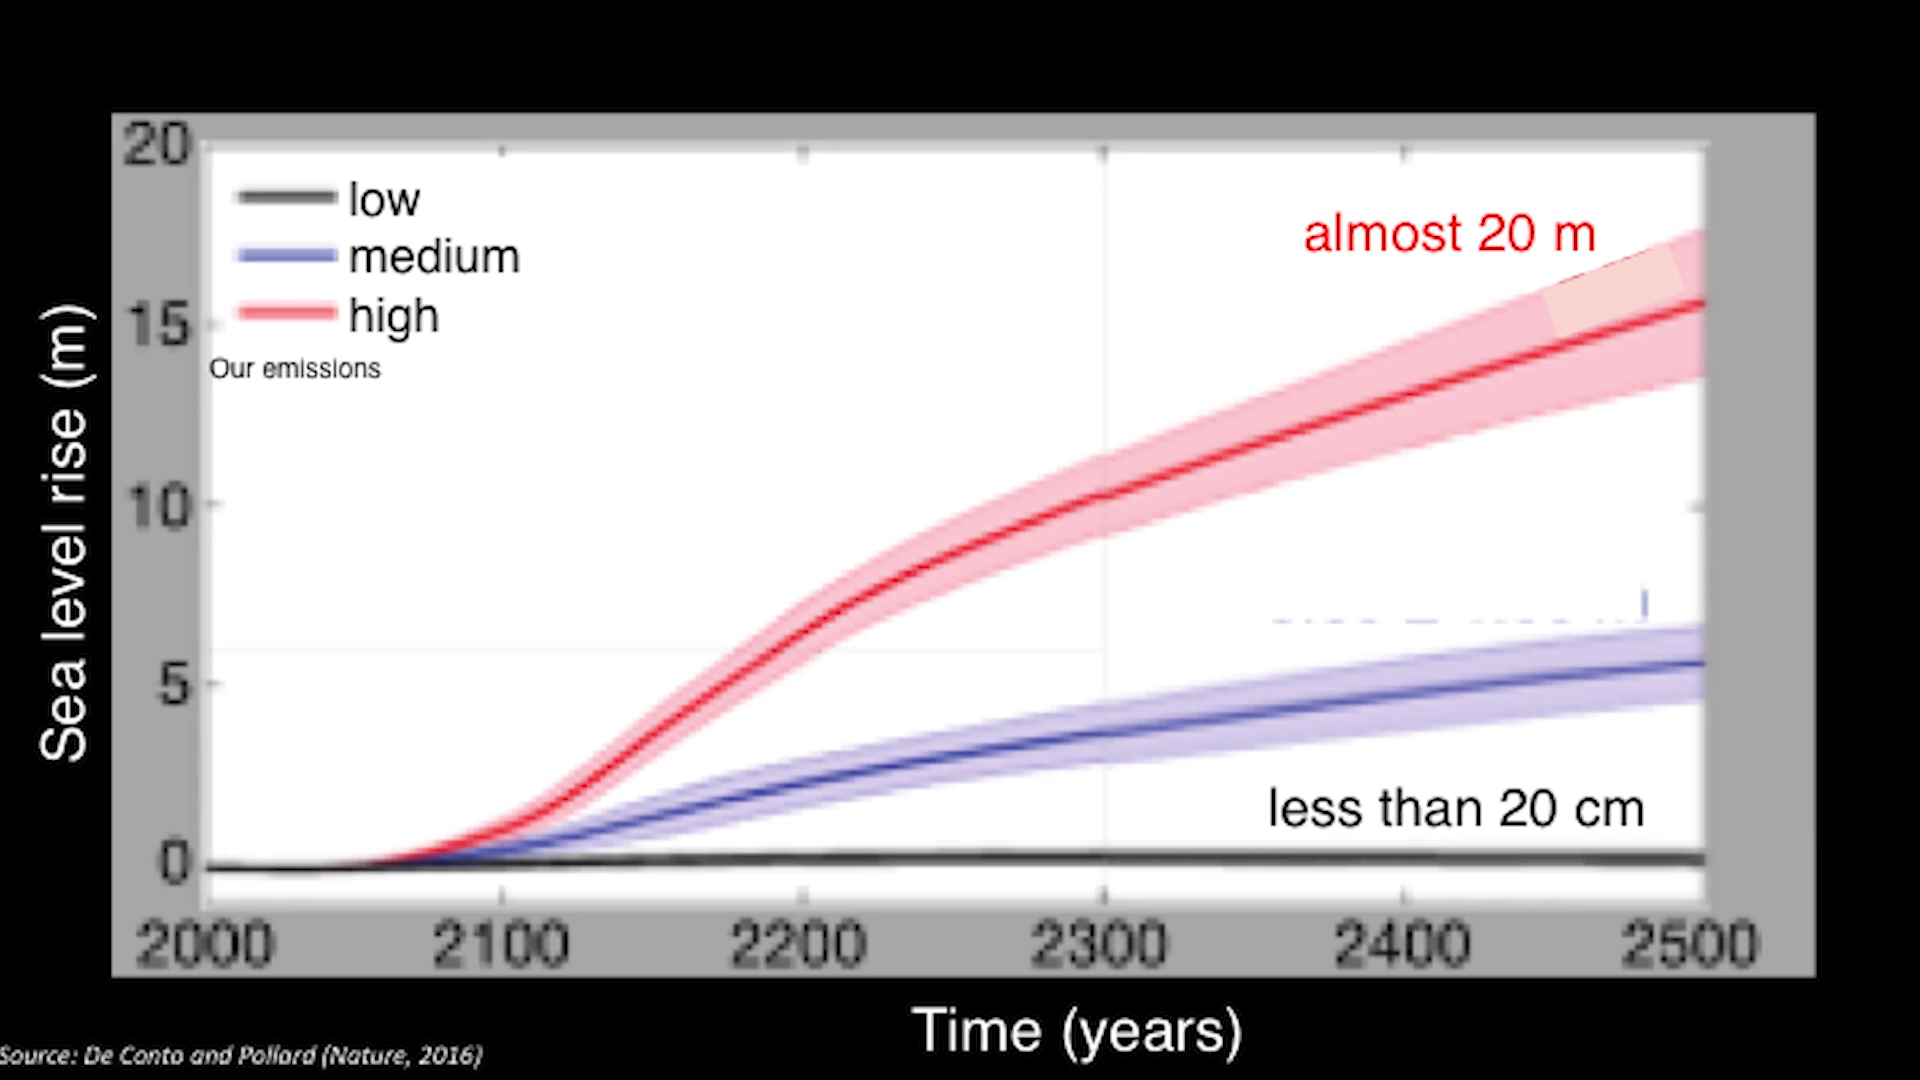 20
low
almost 20 m
medium
15
high
Our emissions
Sea level rise (m)
10
5
less than 20 cm
0
2000 2100 2200 2300 2400 2500
Time (years)
Source: De Conto and Pollard (Nature, 2016)